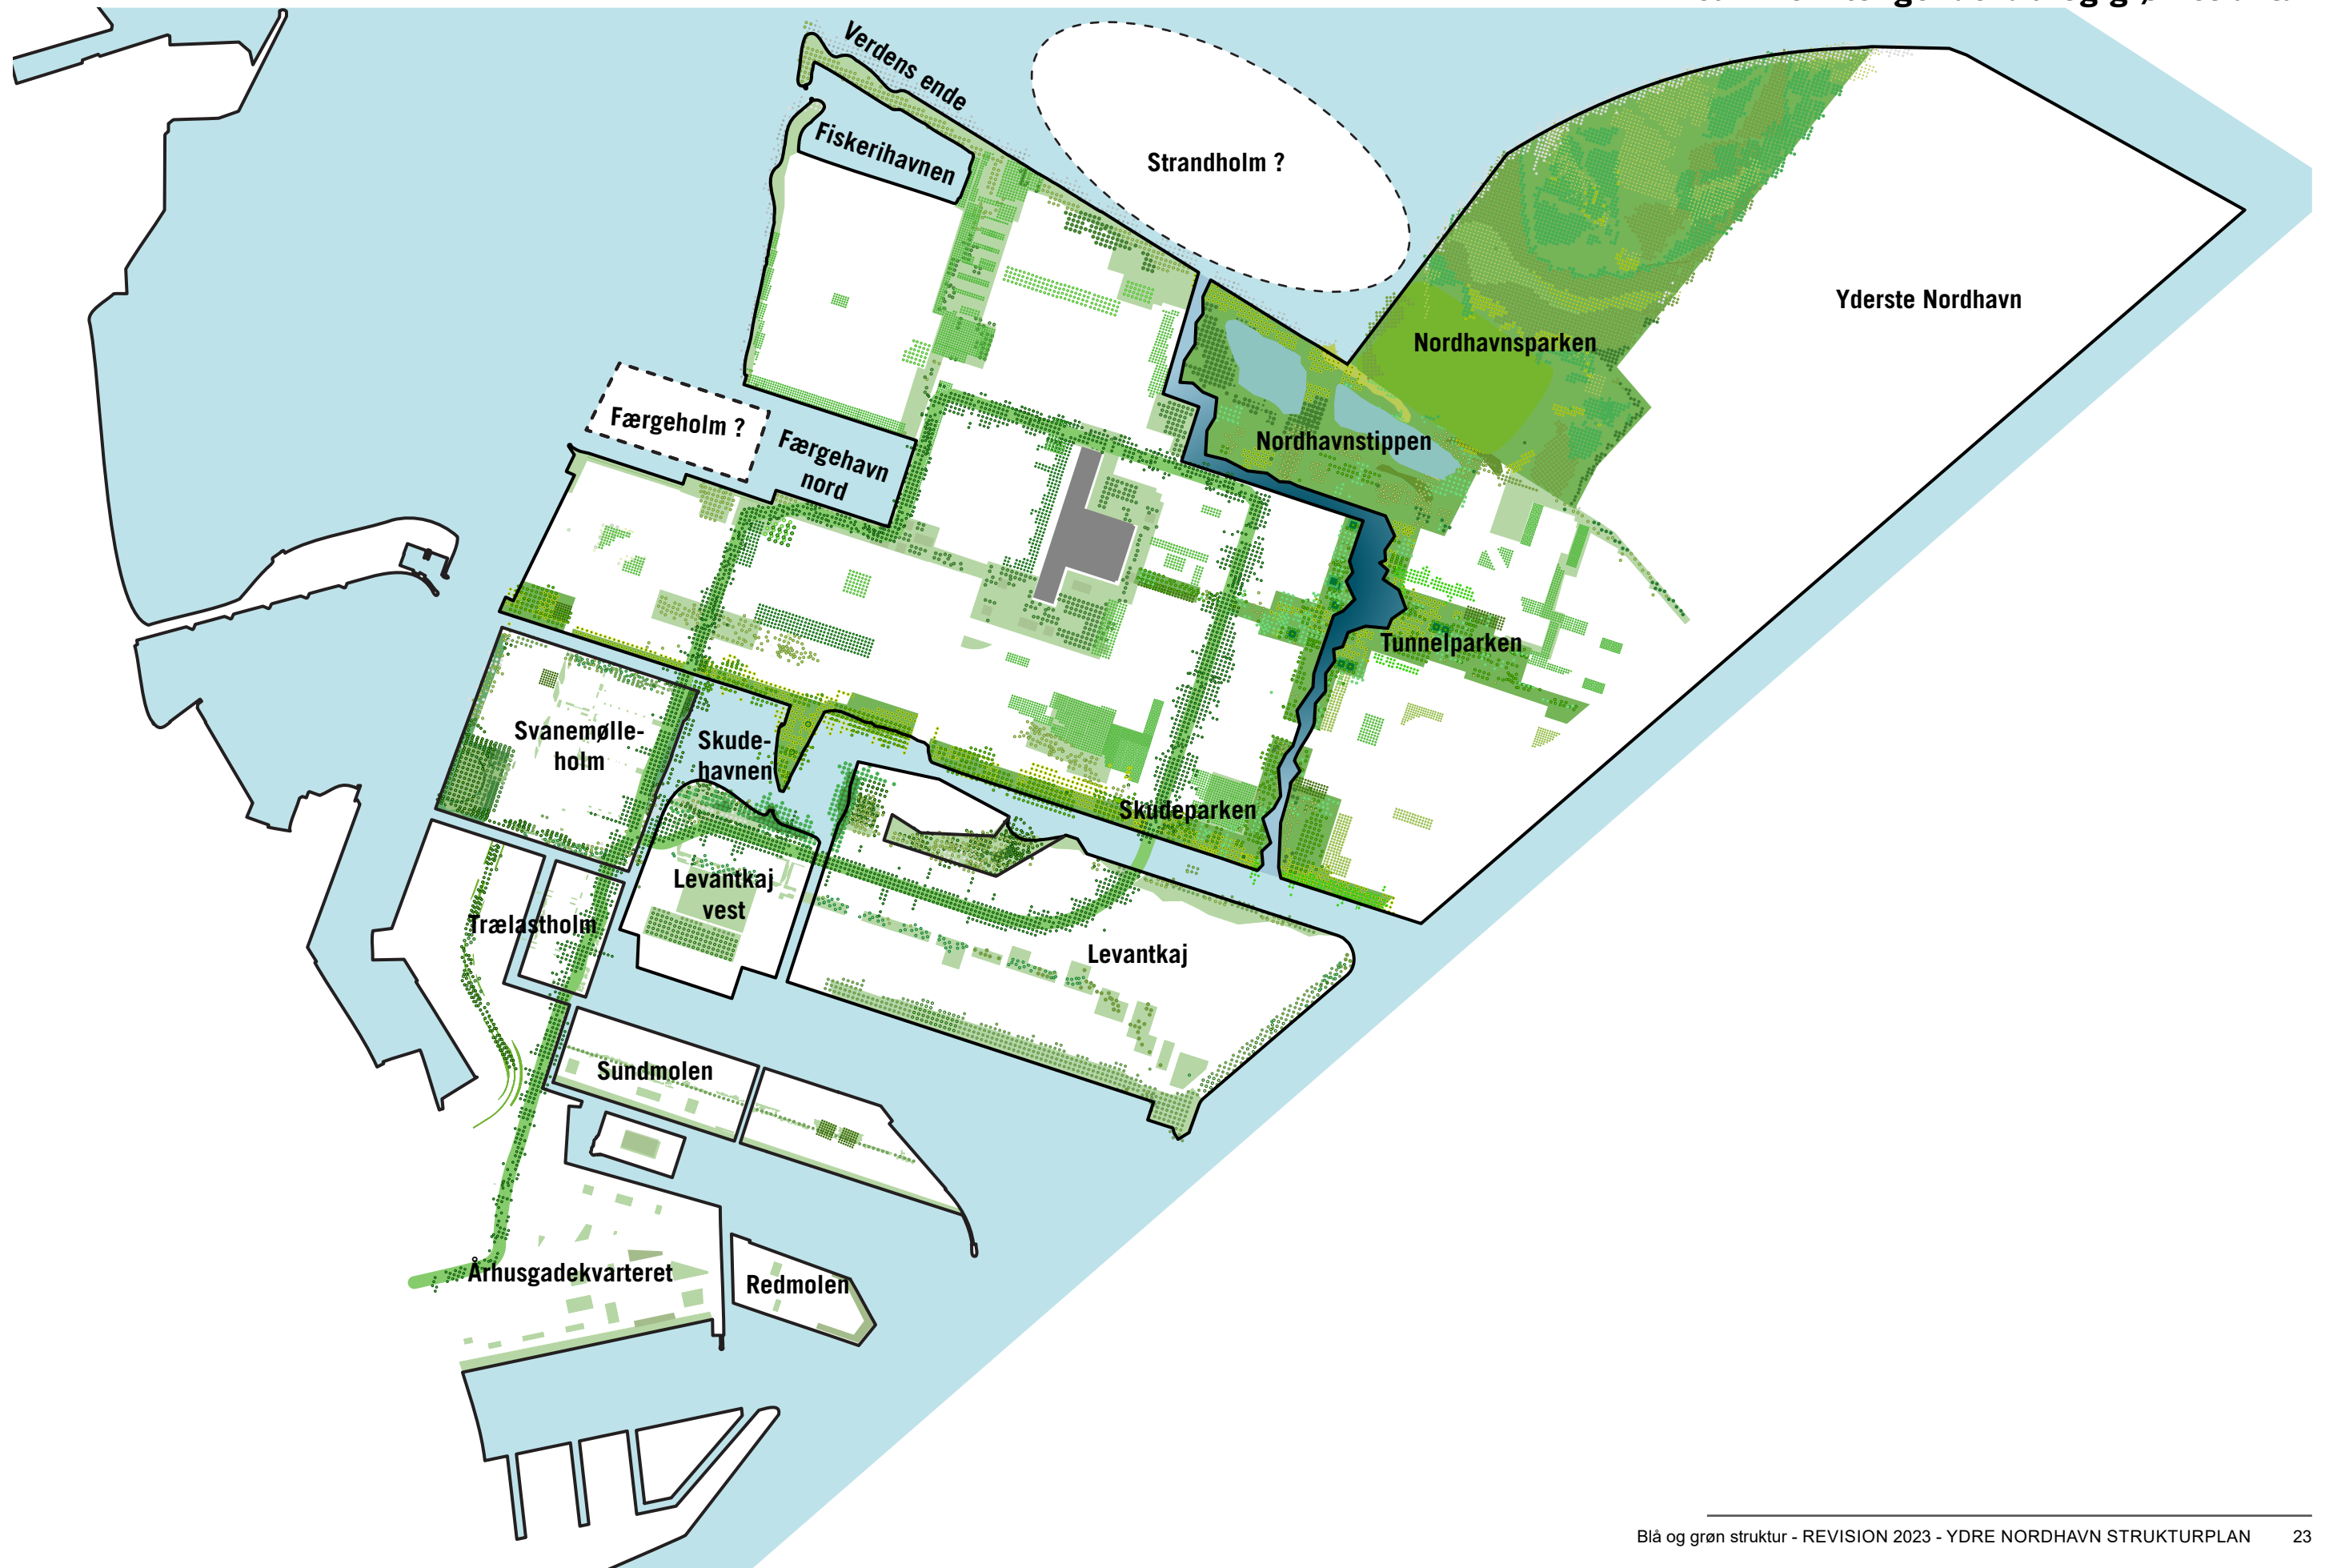 Verdens ende
Fiskerihavnen
Strandholm ?
Yderste Nordhavn
Nordhavnsparken
Færgeholm ?
Færgehavn
nord
Nordhavnstippen
Tunnelparken
Svanemølle-
holm
Skude-
havnen
Skudeparken
Levantkaj
vest
Trælastholm
Levantkaj
Sundmolen
Århusgadekvarteret
Redmolen
Blå og grøn struktur - REVISION 2023 - YDRE NORDHAVN STRUKTURPLAN 23